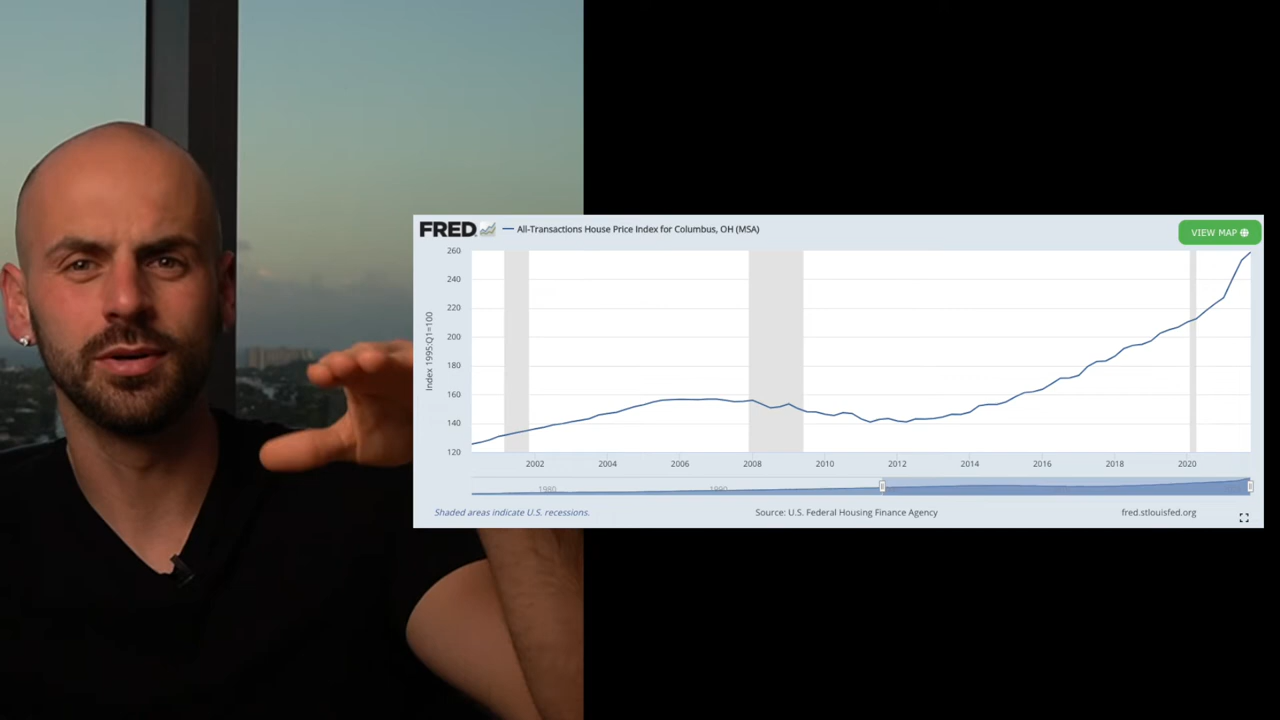 FRED
All-Transactions House Price Index for Columbus, OH (MSA)
VIEW MAP
260
240
220
200
180
160
140
120
Index 1995:Q1=100
2002
2004
2006
2008
2010
2012
2014
2016
2018
2020
1980
1990
Shaded areas indicate U.S. recessions.
Source: U.S. Federal Housing Finance Agency
fred.stlouisfed.org